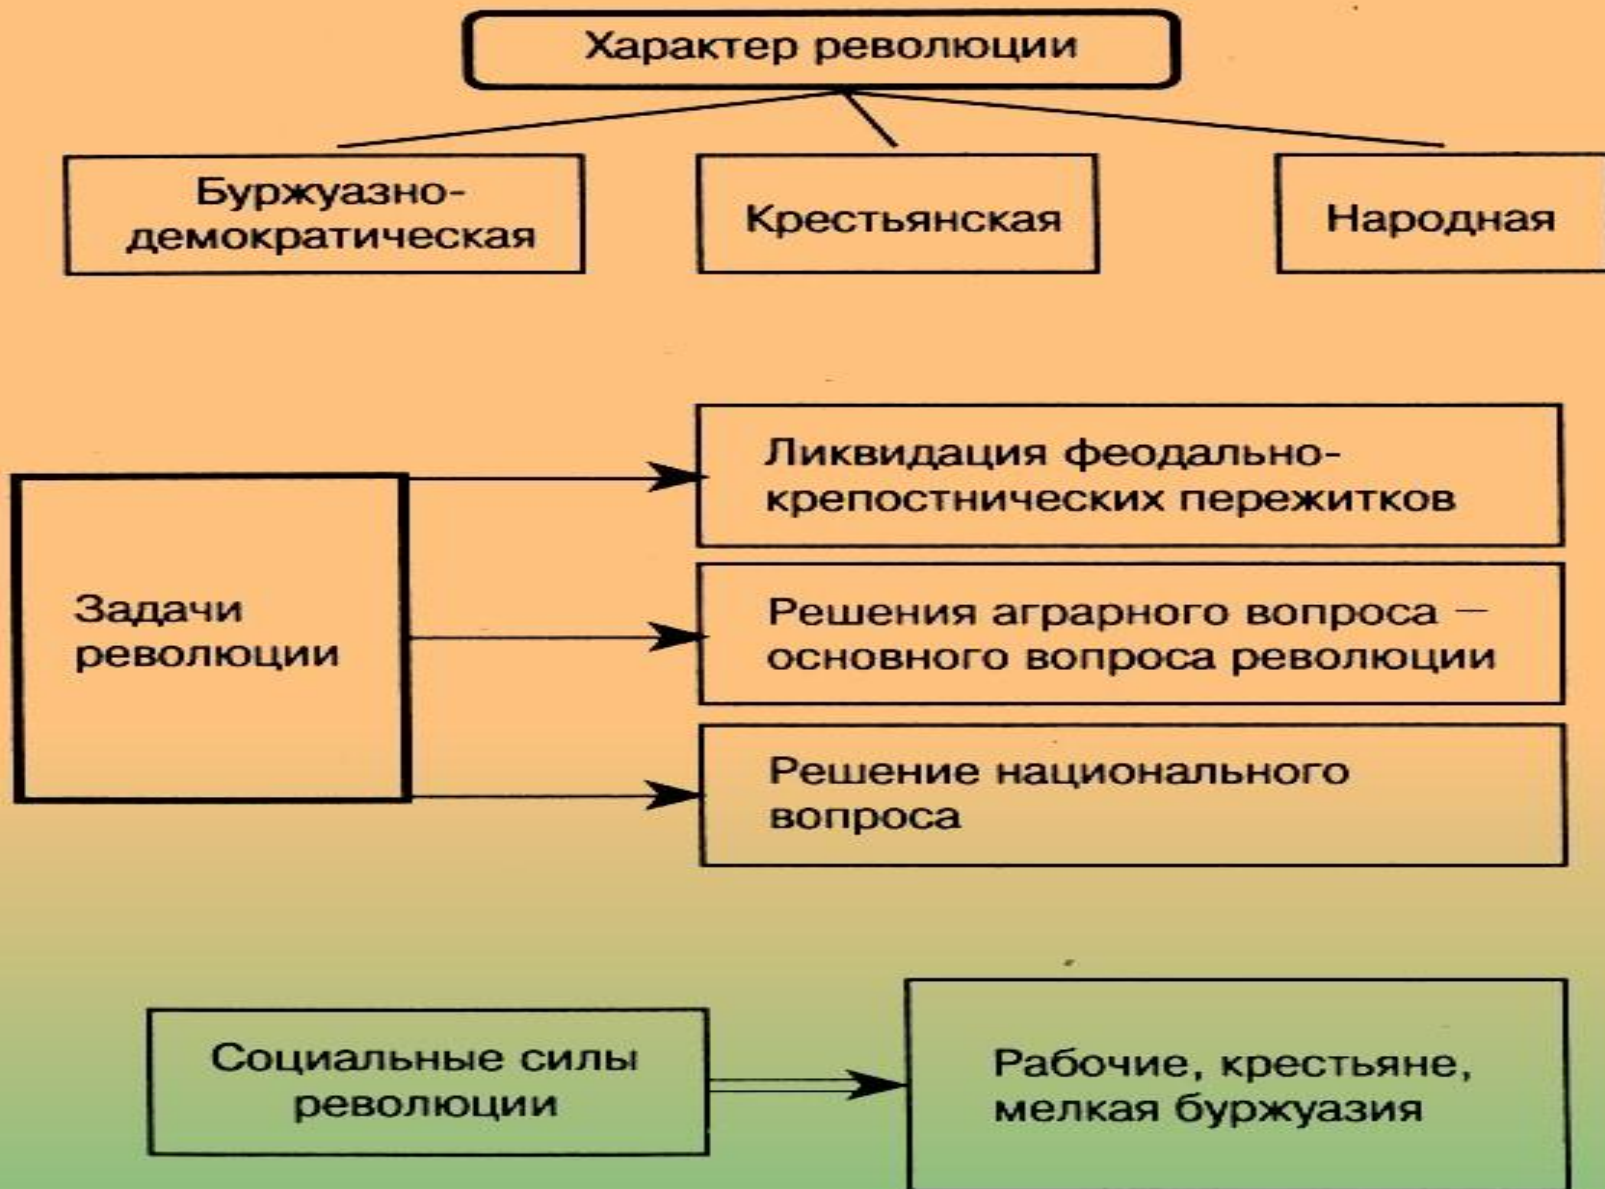 Характер революции
Буржуазно-
демократическая
Крестьянская
Народная
Ликвидация феодально-
крепостнических пережитков
Задачи
революции
Решения аграрного вопроса —
основного вопроса революции
Решение национального
вопроса
Социальные силы
революции
Рабочие, крестьяне,
мелкая буржуазия